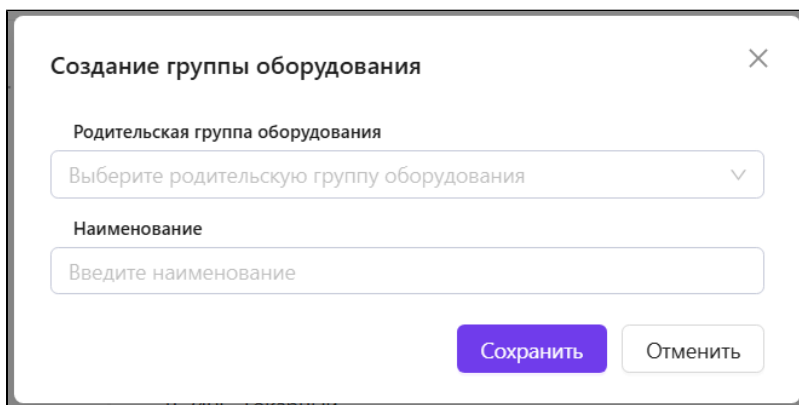 Создание группы оборудования
Родительская группа оборудования
Выберите родительскую группу оборудования
Наименование
Введите наименование
Сохранить Отменить